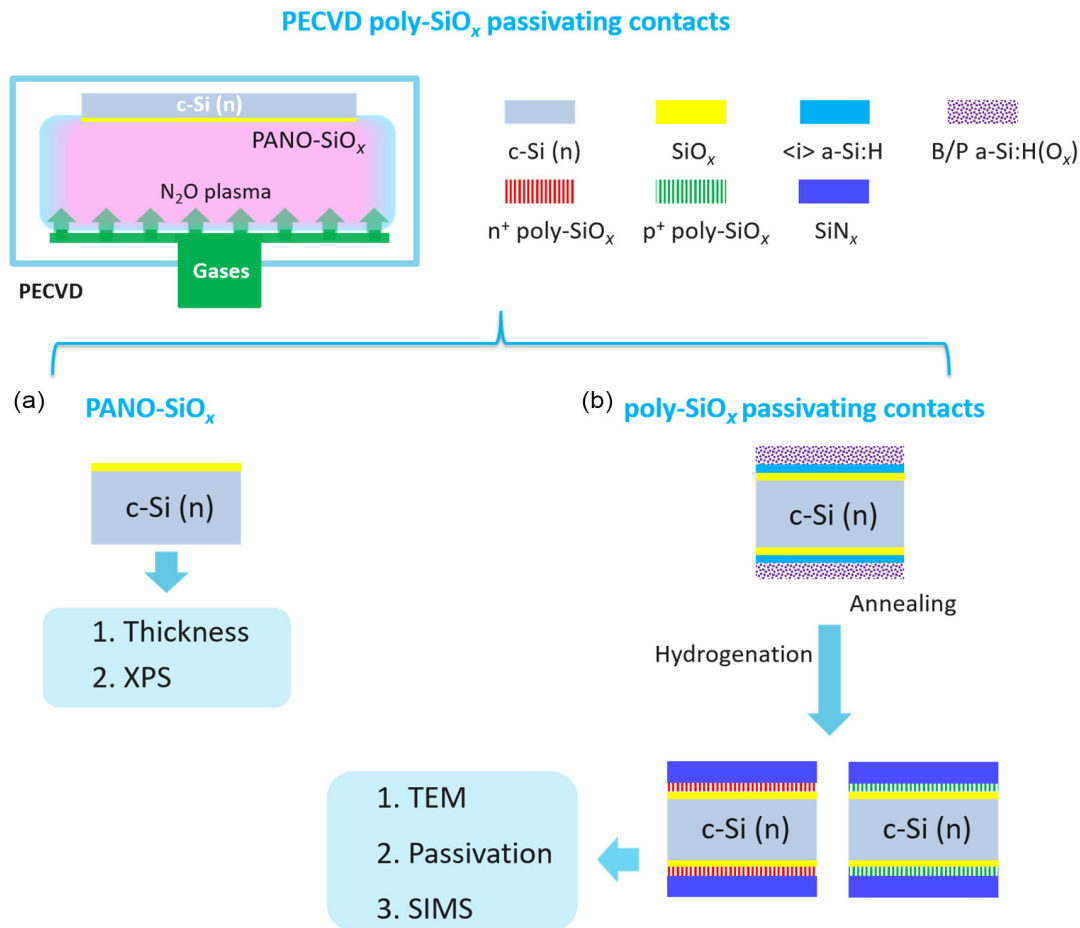 PECVD poly-SiOₓ passivating contacts
c-Si (n)
PANO-SiOₓ
N₂O plasma
Gases
PECVD
c-Si (n)
SiOₓ
<i> a-Si:H
B/P a-Si:H(Oₓ)
n⁺ poly-SiOₓ
p⁺ poly-SiOₓ
SiNₓ
(a)
PANO-SiOₓ
c-Si (n)
1. Thickness
2. XPS
(b)
poly-SiOₓ passivating contacts
c-Si (n)
Annealing
Hydrogenation
1. TEM
2. Passivation
3. SIMS
c-Si (n)
c-Si (n)